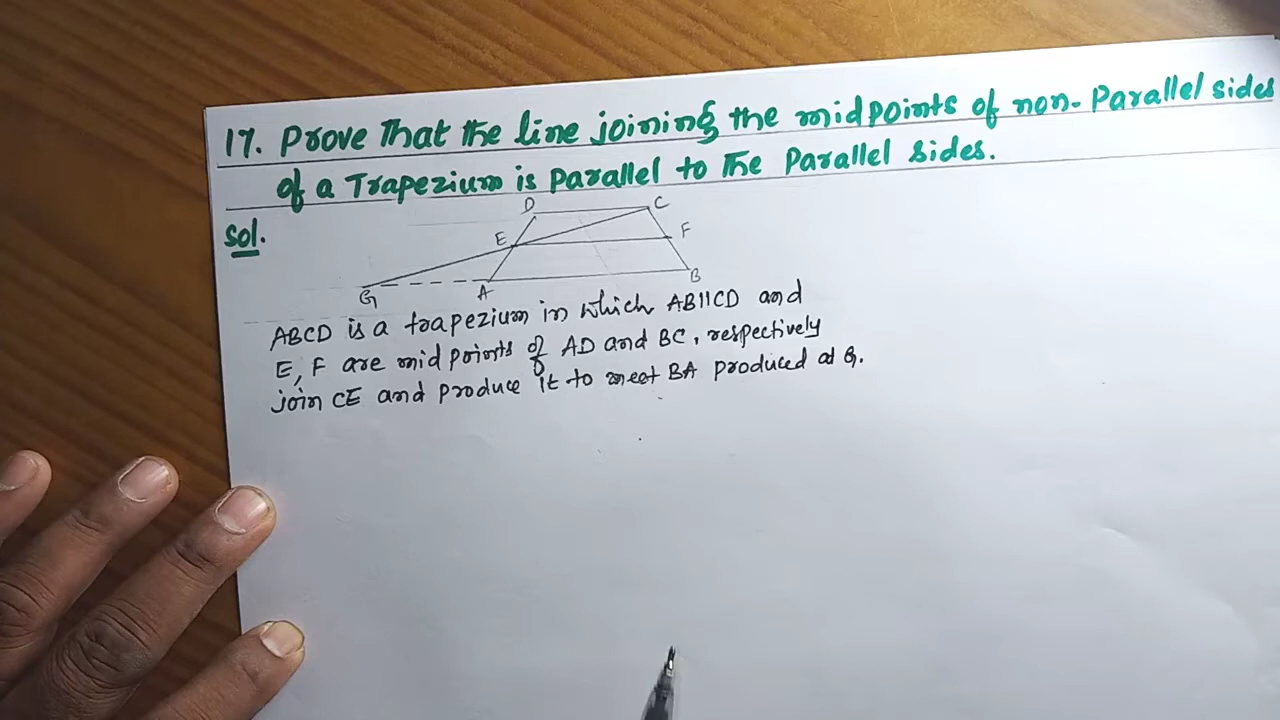 17. Prove that the line joining the midpoints of non-Parallel sides
of a Trapezium is parallel to The Parallel sides.
Sol.
D C
E F
G A B
ABCD is a trapezium in which AB||CD and
E, F are mid points of AD and BC, respectively
join CE and produce it to meet BA produced at G.